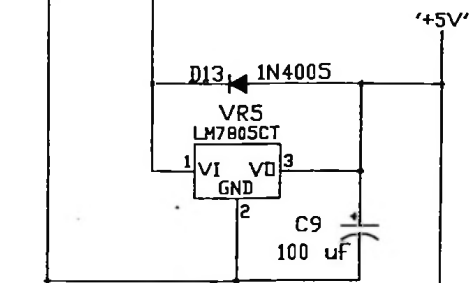 '+5V'
D13 1N4005
VR5
LM7805CT
1 VI VO 3
GND
2
C9 +
100 uF